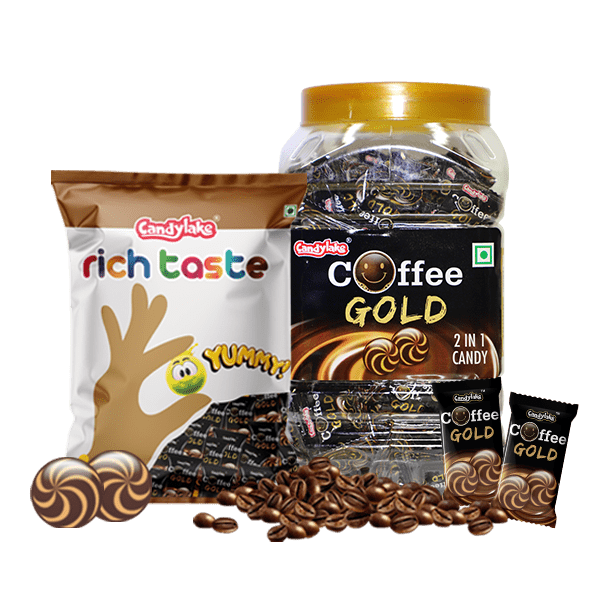 Candylake
rich taste
YUMMY!
Candylake
Coffee
GOLD
2 IN 1
CANDY
Candylake
Coffee
GOLD
Candylake
Coffee
GOLD